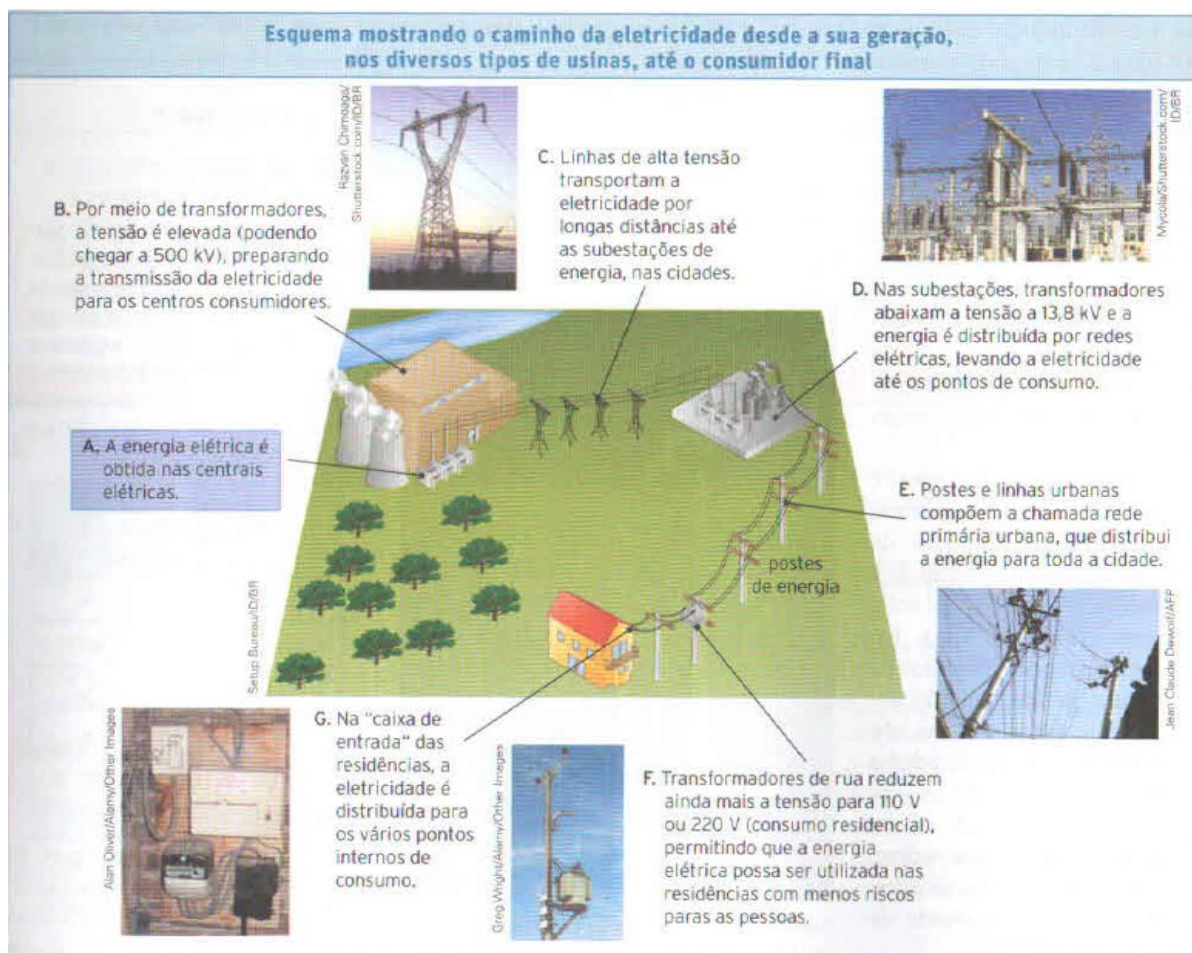 Esquema mostrando o caminho da eletricidade desde a sua geração,
nos diversos tipos de usinas, até o consumidor final
Razvan Chirnoaga/
Shutterstock.com/ID/BR
Mycola/Shutterstock.com/
ID/BR
B. Por meio de transformadores,
a tensão é elevada (podendo
chegar a 500 kV), preparando
a transmissão da eletricidade
para os centros consumidores.
C. Linhas de alta tensão
transportam a
eletricidade por
longas distâncias até
as subestações de
energia, nas cidades.
D. Nas subestações, transformadores
abaixam a tensão a 13,8 kV e a
energia é distribuída por redes
elétricas, levando a eletricidade
até os pontos de consumo.
A. A energia elétrica é
obtida nas centrais
elétricas.
E. Postes e linhas urbanas
compõem a chamada rede
primária urbana, que distribui
a energia para toda a cidade.
postes
de energia
Setup Bureau/ID/BR
Jean Claude Dewolf/AFP
G. Na "caixa de
entrada" das
residências, a
eletricidade é
distribuída para
os vários pontos
internos de
consumo.
F. Transformadores de rua reduzem
ainda mais a tensão para 110 V
ou 220 V (consumo residencial),
permitindo que a energia
elétrica possa ser utilizada nas
residências com menos riscos
paras as pessoas.
Alan Oliver/Alamy/Other Images
Greg Wright/Alamy/Other Images